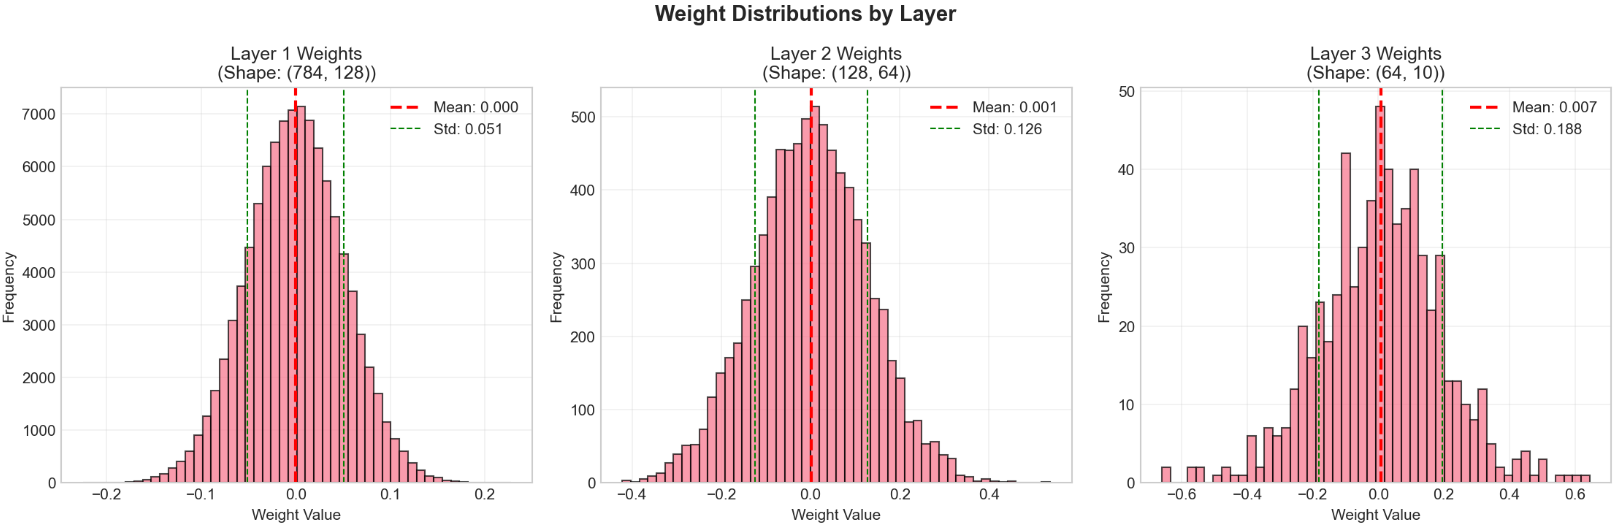 Weight Distributions by Layer
Layer 1 Weights
(Shape: (784, 128))
Frequency
7000
6000
5000
4000
3000
2000
1000
0
Mean: 0.000
Std: 0.051
−0.2
−0.1
0.0
0.1
0.2
Weight Value
Layer 2 Weights
(Shape: (128, 64))
Frequency
500
400
300
200
100
0
Mean: 0.001
Std: 0.126
−0.4
−0.2
0.0
0.2
0.4
Weight Value
Layer 3 Weights
(Shape: (64, 10))
Frequency
50
40
30
20
10
0
Mean: 0.007
Std: 0.188
−0.6
−0.4
−0.2
0.0
0.2
0.4
0.6
Weight Value